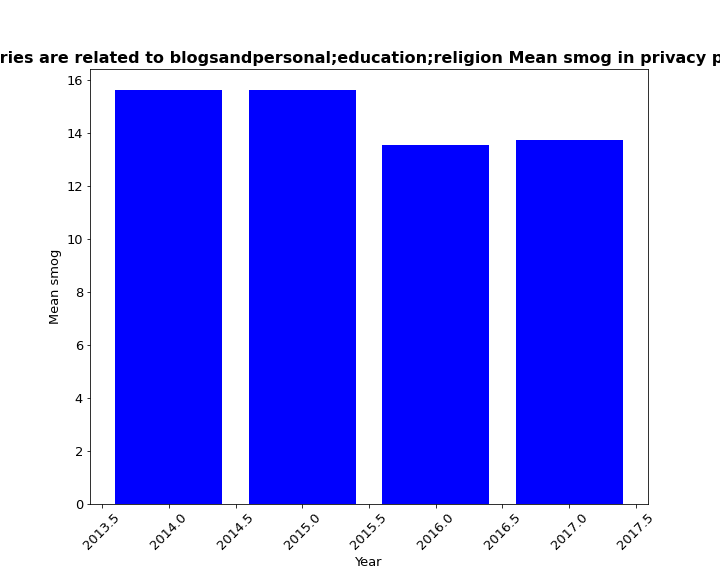 ries are related to blogsandpersonal;education;religion Mean smog in privacy p
16
14
12
10
8
6
4
2
0
Mean smog
2013.5 2014.0 2014.5 2015.0 2015.5 2016.0 2016.5 2017.0 2017.5
Year